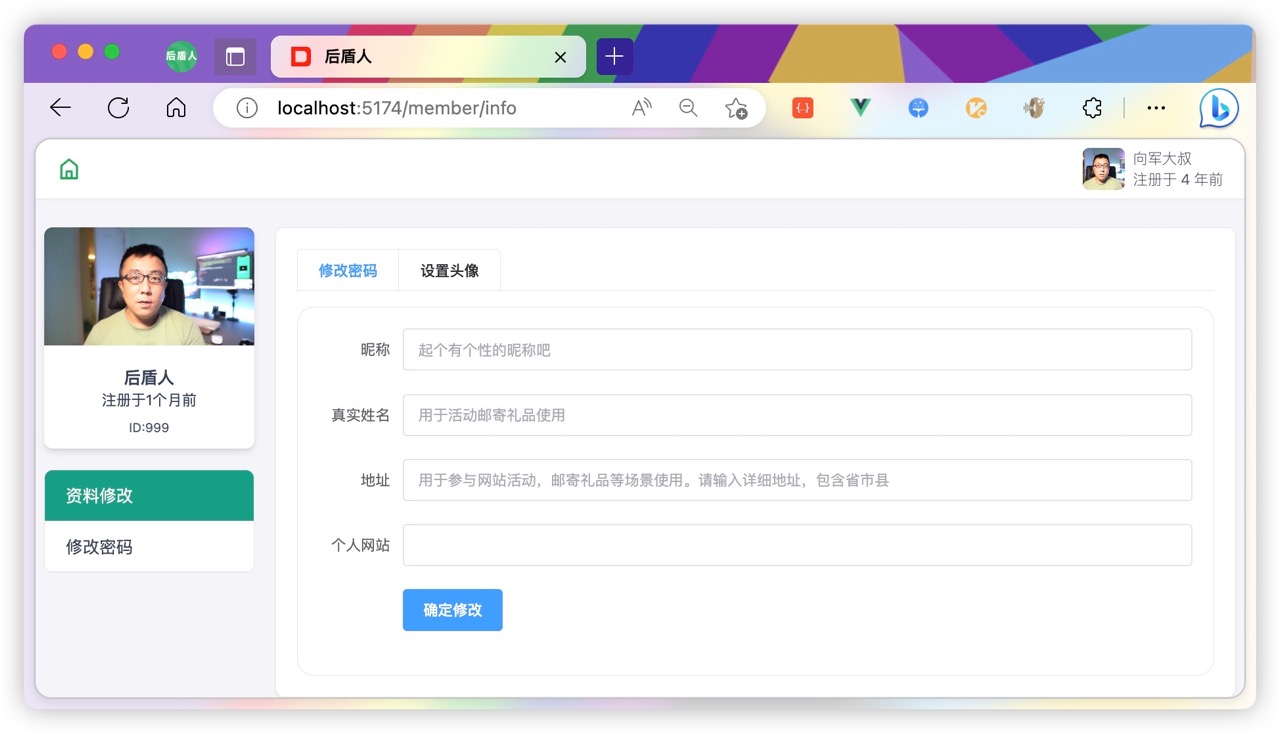 后盾人
后盾人
localhost:5174/member/info
向军大叔
注册于 4 年前
后盾人
注册于1个月前
ID:999
资料修改
修改密码
修改密码
设置头像
昵称
起个有个性的昵称吧
真实姓名
用于活动邮寄礼品使用
地址
用于参与网站活动，邮寄礼品等场景使用。请输入详细地址，包含省市县
个人网站
确定修改